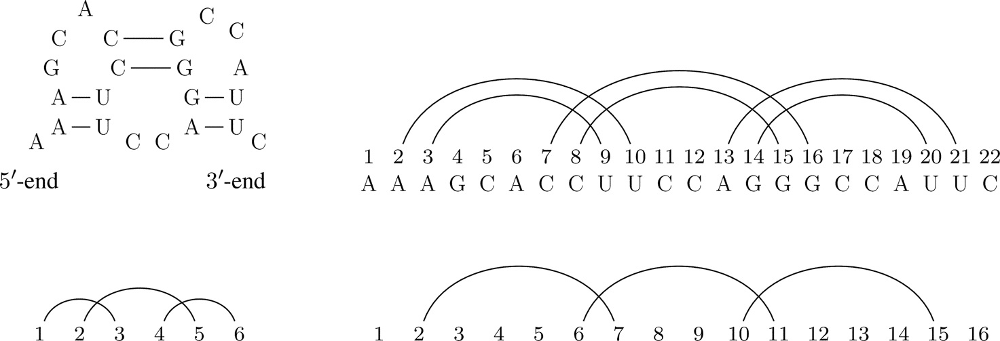 A
C C G C C
G C G A
A U G U
A A U C C A U C
5′-end 3′-end
1 2 3 4 5 6 7 8 9 10 11 12 13 14 15 16 17 18 19 20 21 22
A A A G C A C C U U C C A G G G C C A U U C
1 2 3 4 5 6
1 2 3 4 5 6 7 8 9 10 11 12 13 14 15 16